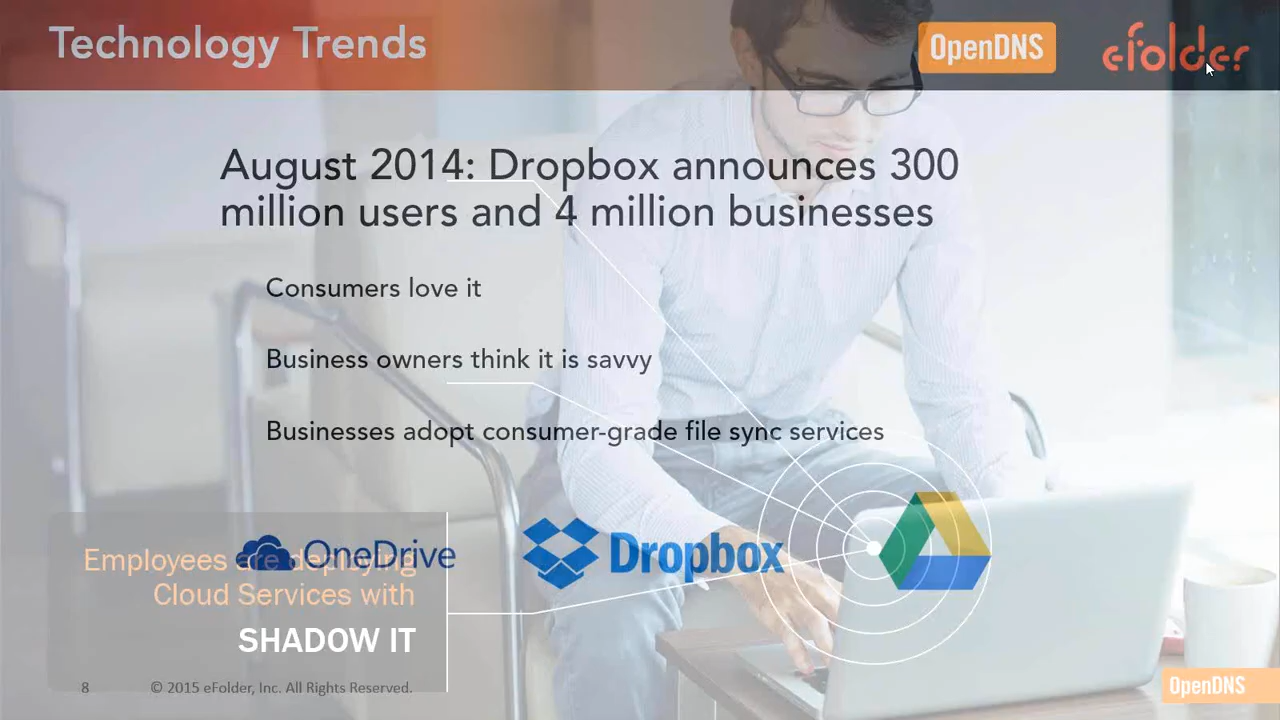 Technology Trends
OpenDNS
efolder
August 2014: Dropbox announces 300
million users and 4 million businesses
Consumers love it
Business owners think it is savvy
Businesses adopt consumer-grade file sync services
OneDrive
Dropbox
Employees are deploying
Cloud Services with
SHADOW IT
8
© 2015 eFolder, Inc. All Rights Reserved.
OpenDNS